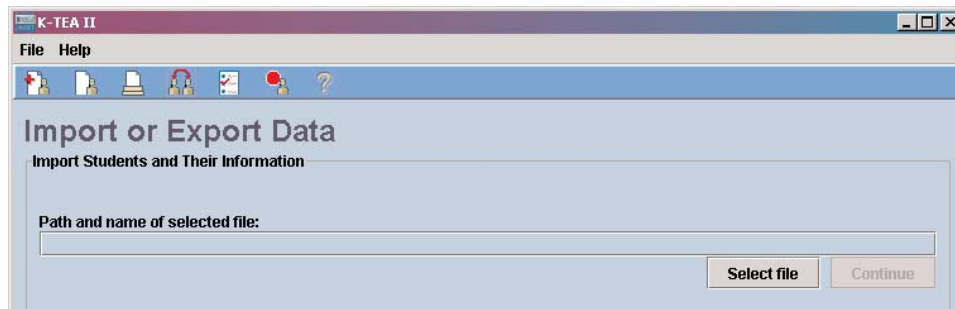 K-TEA II
File Help
Import or Export Data
Import Students and Their Information
Path and name of selected file:
Select file Continue